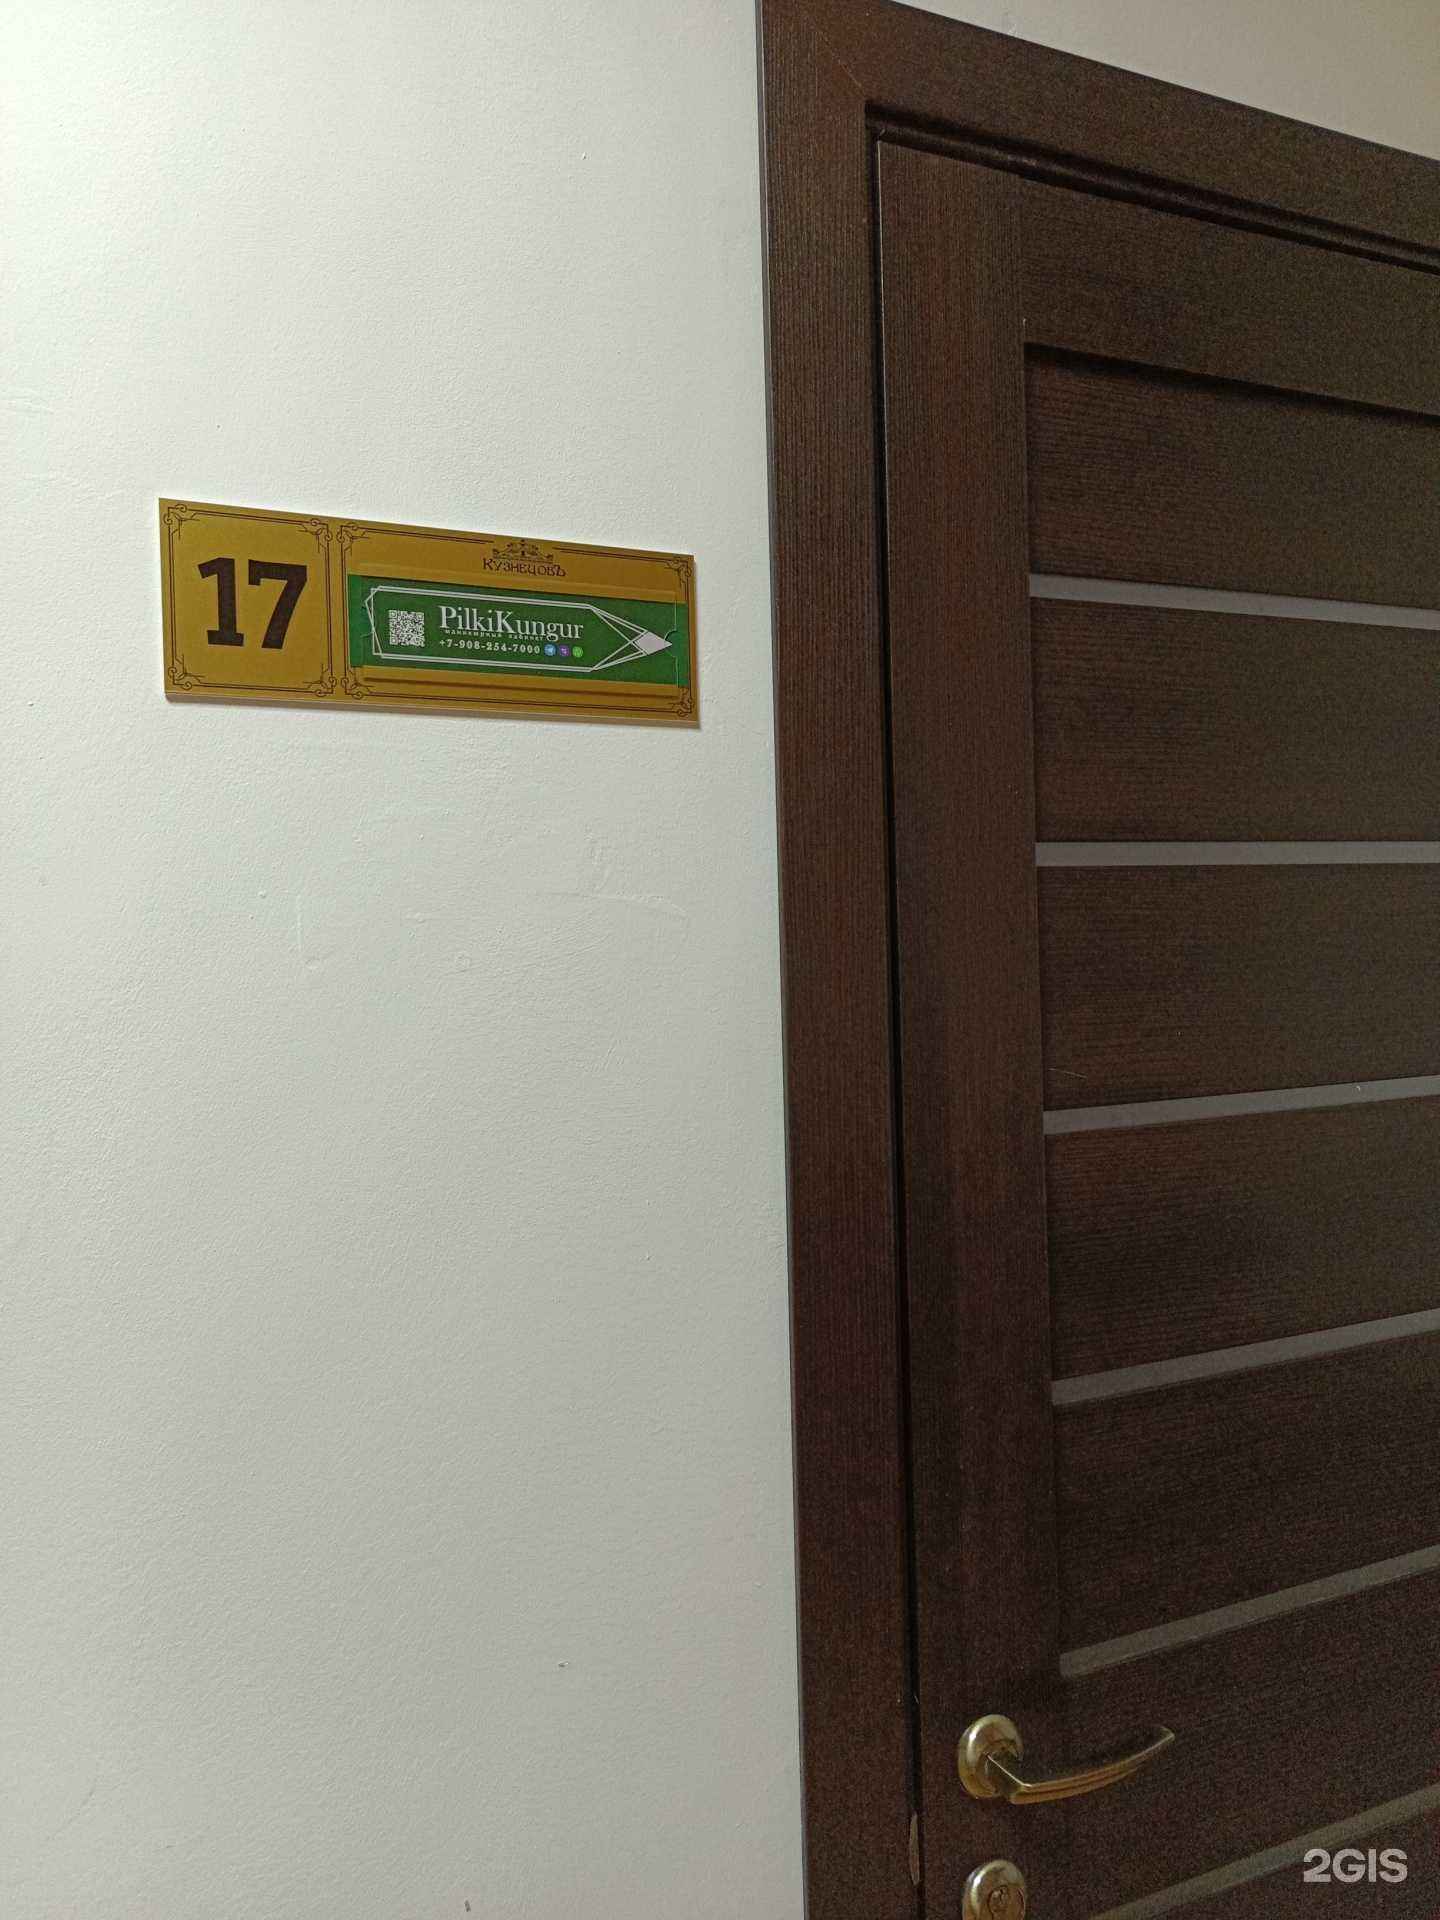 17
КузнецовЪ
PilkiKungur
маникюрный кабинет
+7-908-254-7000
2GIS